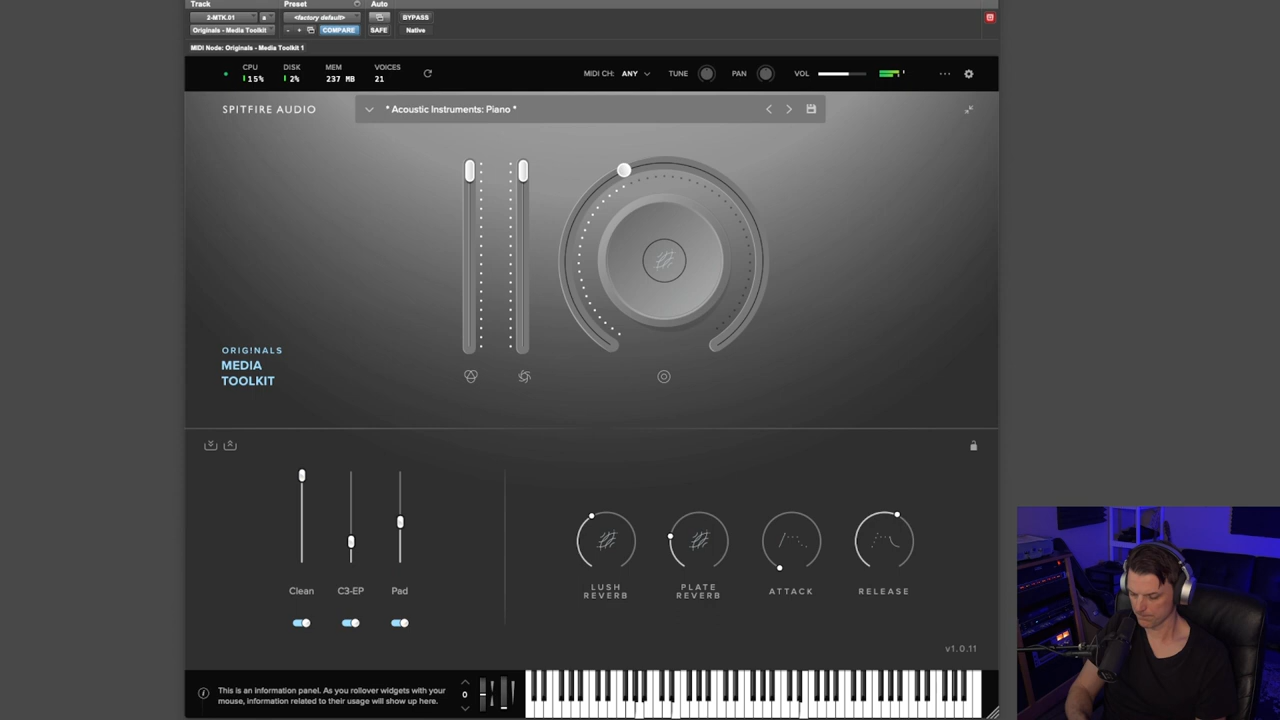 Track
Preset
Auto
2-MTK.01
a
<factory default>
BYPASS
Originals - Media Toolkit
- +
COMPARE
SAFE
Native
MIDI Node: Originals - Media Toolkit 1
CPU
DISK
MEM
VOICES
15%
2%
237 MB
21
MIDI CH: ANY
TUNE
PAN
VOL
SPITFIRE AUDIO
* Acoustic Instruments: Piano *
ORIG!NALS
MEDIA
TOOLKIT
Clean
C3-EP
Pad
LUSH
REVERB
PLATE
REVERB
ATTACK
RELEASE
v1.0.11
This is an information panel. As you rollover widgets with your
mouse, information related to their usage will show up here.
0